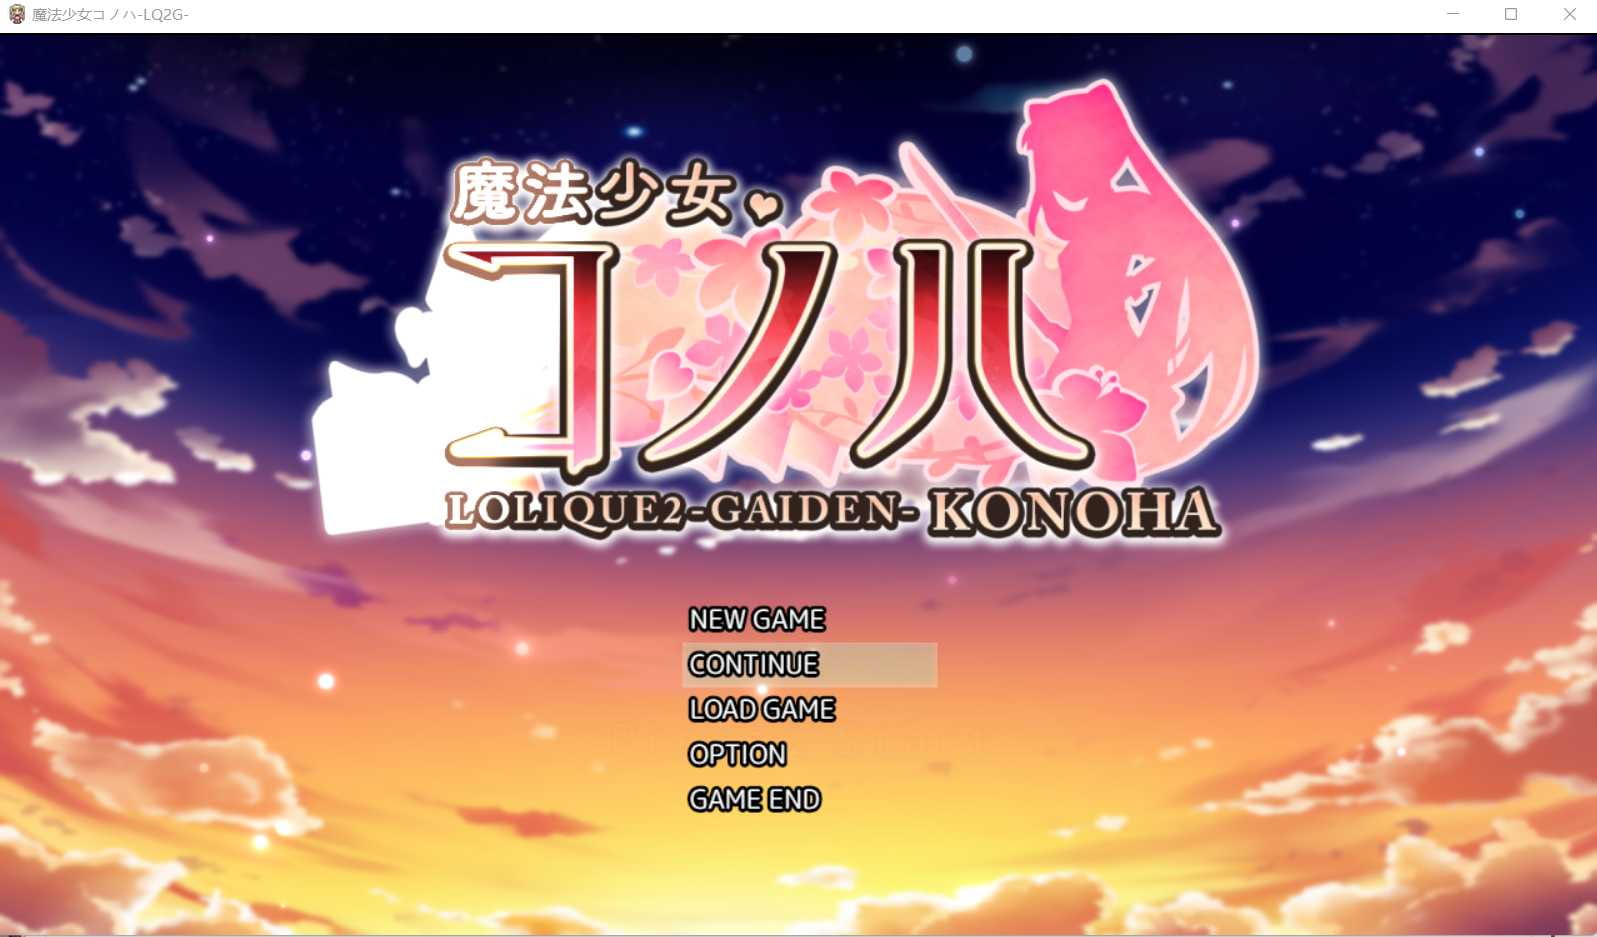 魔法少女コノハ-LQ2G-
魔法少女
コノハ
LOLIQUE2-GAIDEN-KONOHA
NEW GAME
CONTINUE
LOAD GAME
OPTION
GAME END